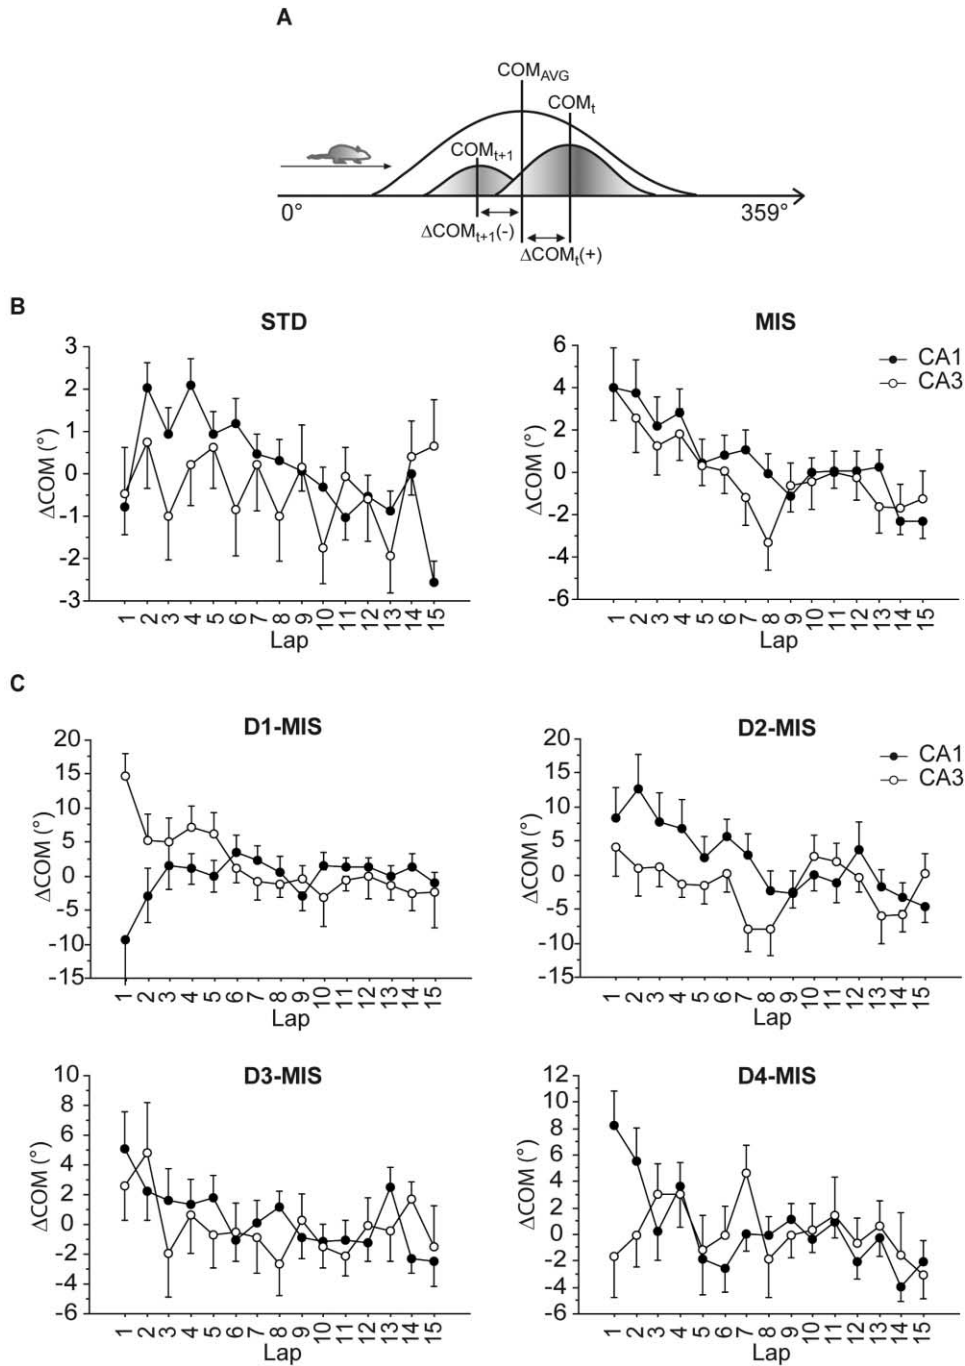 A
COMAVG
COMt
COMt+1
0°
359°
ΔCOMt+1(-)
ΔCOMt(+)
B
STD
MIS
3
2
1
0
-1
-2
-3
ΔCOM (°)
1 2 3 4 5 6 7 8 9 10 11 12 13 14 15
Lap
6
4
2
0
-2
-4
-6
ΔCOM (°)
1 2 3 4 5 6 7 8 9 10 11 12 13 14 15
Lap
CA1
CA3
C
D1-MIS
D2-MIS
20
15
10
5
0
-5
-10
-15
ΔCOM (°)
1 2 3 4 5 6 7 8 9 10 11 12 13 14 15
Lap
20
15
10
5
0
-5
-10
-15
ΔCOM (°)
1 2 3 4 5 6 7 8 9 10 11 12 13 14 15
Lap
CA1
CA3
D3-MIS
D4-MIS
10
8
6
4
2
0
-2
-4
-6
ΔCOM (°)
1 2 3 4 5 6 7 8 9 10 11 12 13 14 15
Lap
12
10
8
6
4
2
0
-2
-4
-6
ΔCOM (°)
1 2 3 4 5 6 7 8 9 10 11 12 13 14 15
Lap